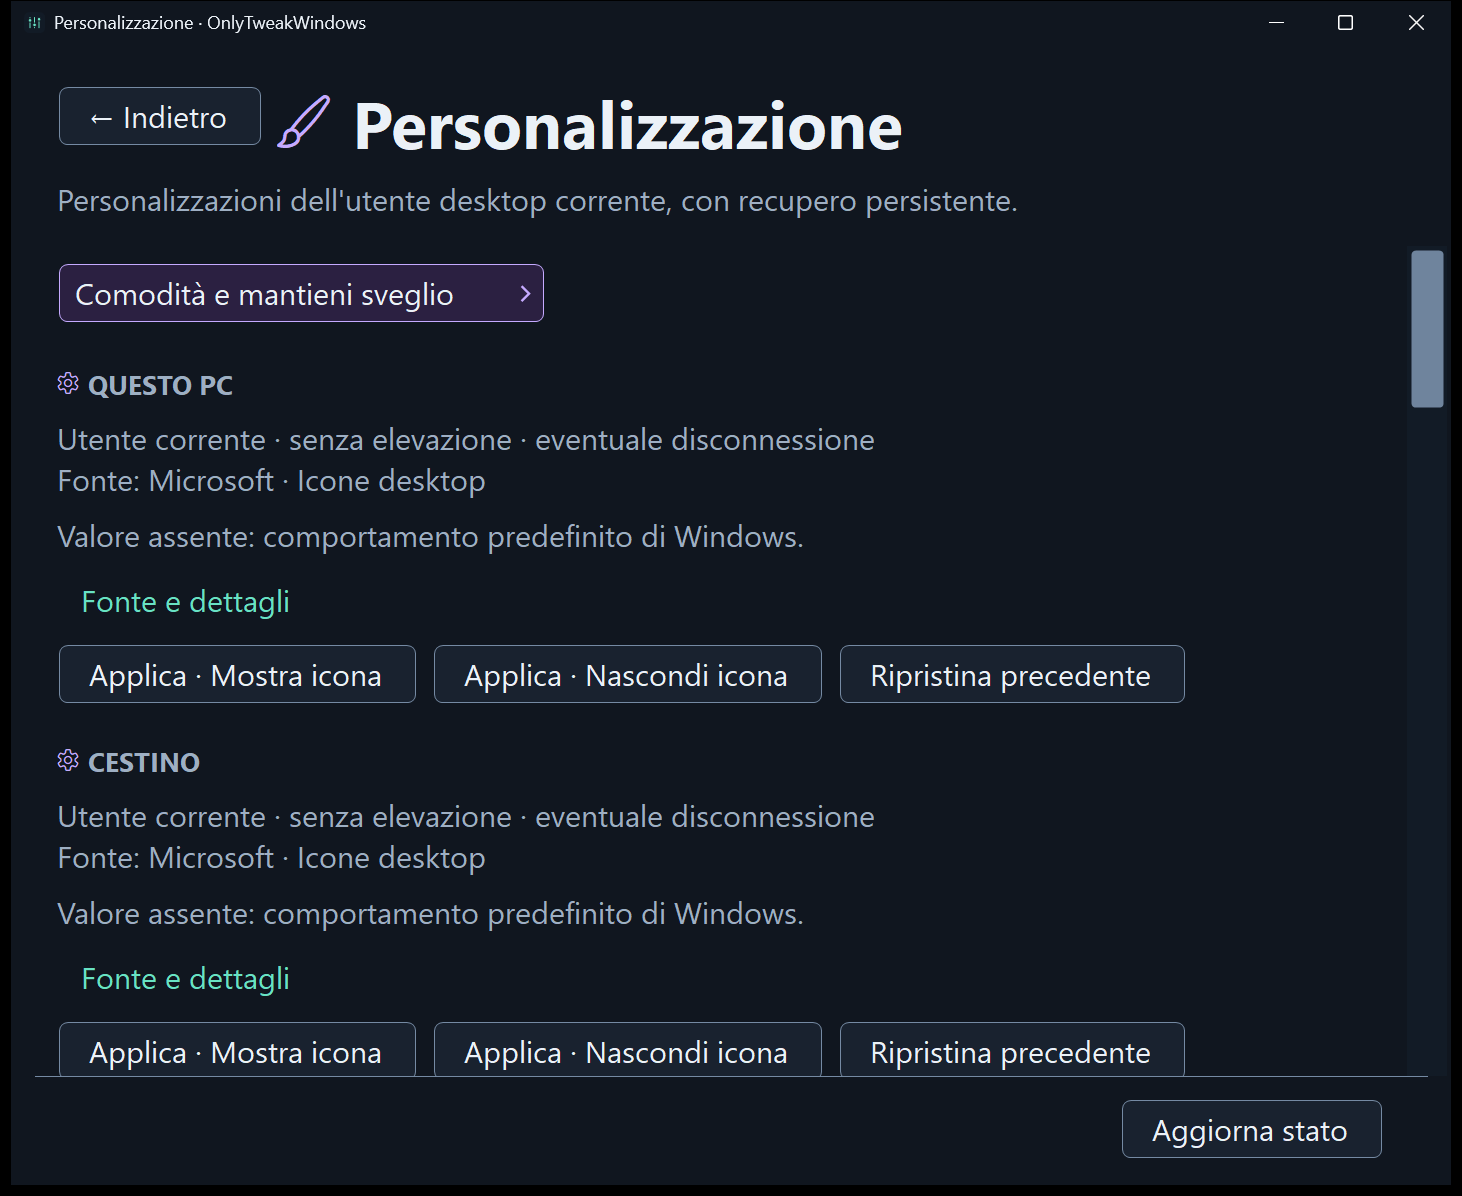 Personalizzazione · OnlyTweakWindows
← Indietro
Personalizzazione
Personalizzazioni dell'utente desktop corrente, con recupero persistente.
Comodità e mantieni sveglio
QUESTO PC
Utente corrente · senza elevazione · eventuale disconnessione
Fonte: Microsoft · Icone desktop
Valore assente: comportamento predefinito di Windows.
Fonte e dettagli
Applica · Mostra icona
Applica · Nascondi icona
Ripristina precedente
CESTINO
Utente corrente · senza elevazione · eventuale disconnessione
Fonte: Microsoft · Icone desktop
Valore assente: comportamento predefinito di Windows.
Fonte e dettagli
Applica · Mostra icona
Applica · Nascondi icona
Ripristina precedente
Aggiorna stato